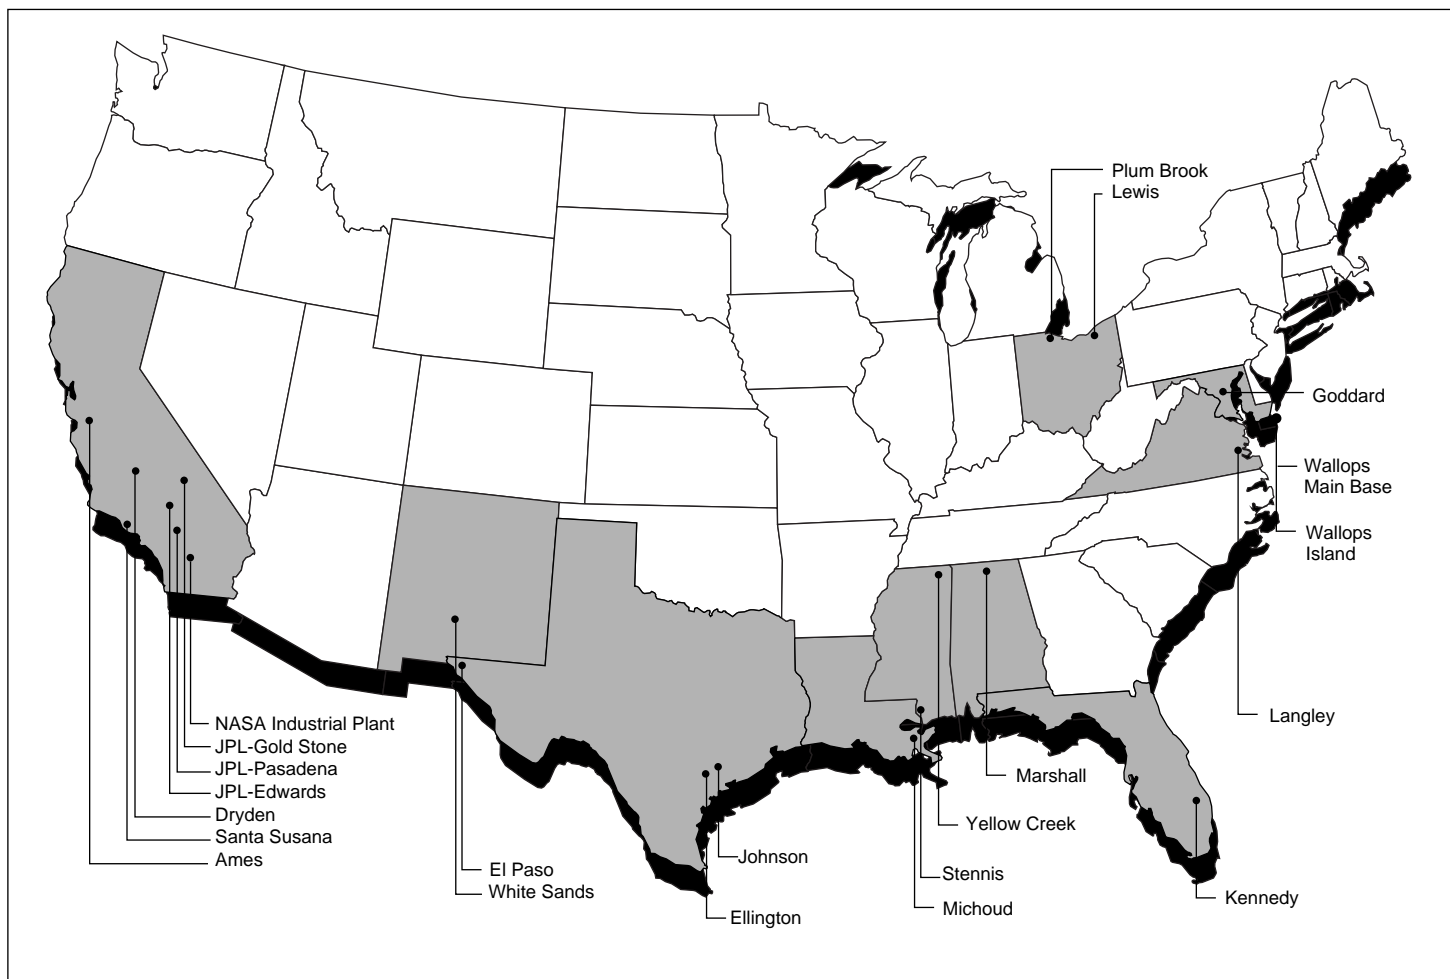 Plum Brook
Lewis
Goddard
Wallops
Main Base
Wallops
Island
Langley
NASA Industrial Plant
JPL-Gold Stone
JPL-Pasadena
JPL-Edwards
Dryden
Santa Susana
Ames
El Paso
White Sands
Johnson
Ellington
Marshall
Yellow Creek
Stennis
Michoud
Kennedy